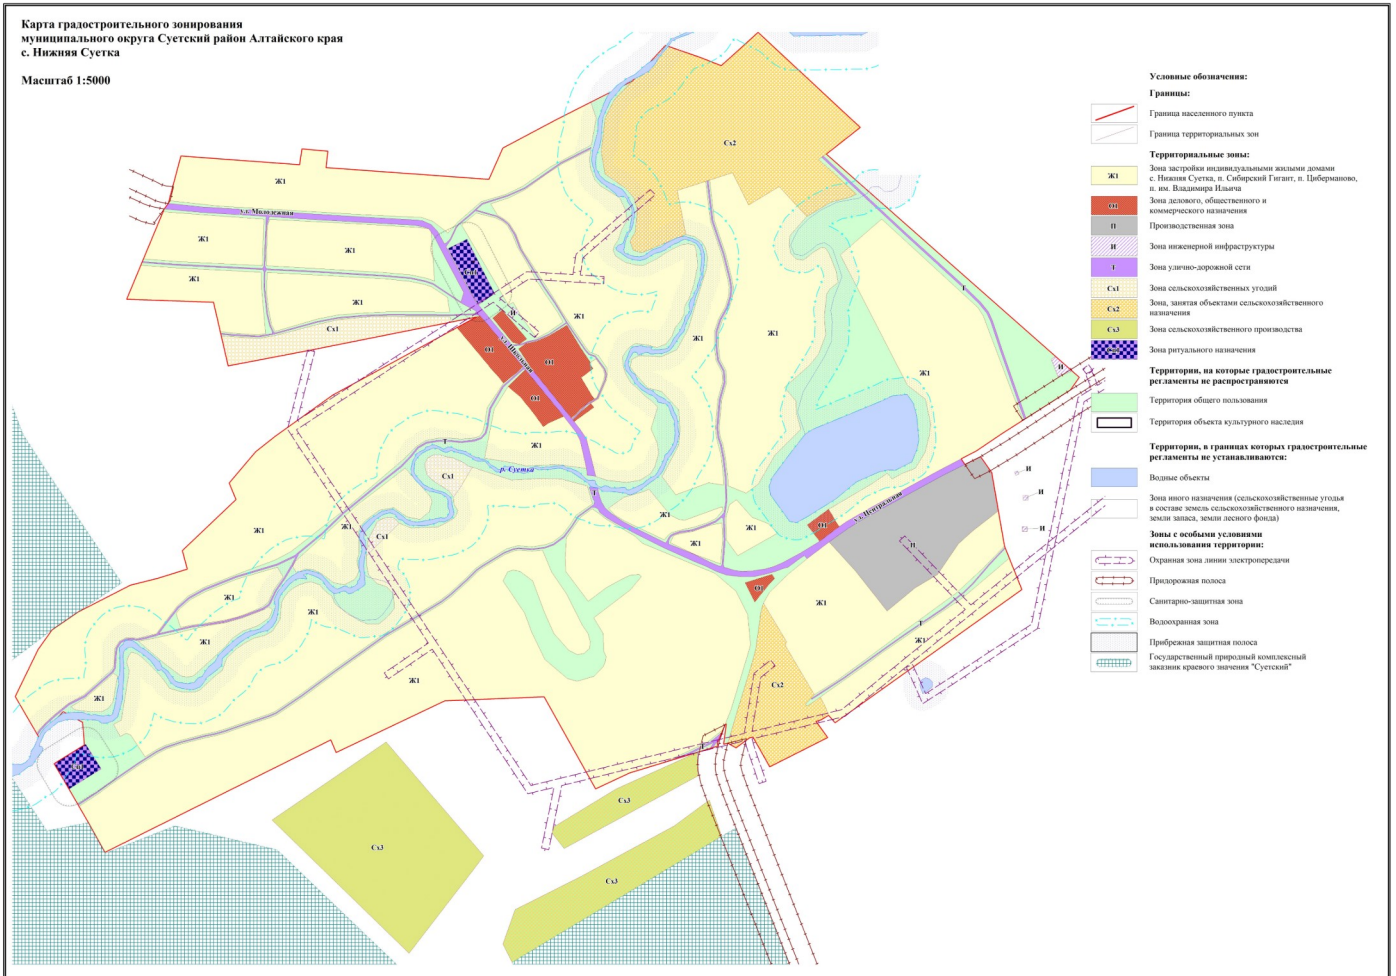 Карта градостроительного зонирования
муниципального округа Суетский район Алтайского края
с. Нижняя Суетка
Масштаб 1:5000
Условные обозначения:
Границы:
Граница населенного пункта
Граница территориальных зон
Территориальные зоны:
Ж1
Зона застройки индивидуальными жилыми домами
с. Нижняя Суетка, п. Сибирский Гигант, п. Циберманово,
п. им. Владимира Ильича
О1
Зона делового, общественного и
коммерческого назначения
П
Производственная зона
И
Зона инженерной инфраструктуры
Т
Зона улично-дорожной сети
Сх1
Зона сельскохозяйственных угодий
Сх2
Зона, занятая объектами сельскохозяйственного
назначения
Сх3
Зона сельскохозяйственного производства
Зона ритуального назначения
Территории, на которые градостроительные
регламенты не распространяются
Территория общего пользования
Территория объекта культурного наследия
Территории, в границах которых градостроительные
регламенты не устанавливаются:
Водные объекты
Зона иного назначения (сельскохозяйственные угодья
в составе земель сельскохозяйственного назначения,
земли запаса, земли лесного фонда)
Зоны с особыми условиями
использования территории:
Охранная зона линии электропередачи
Придорожная полоса
Санитарно-защитная зона
Водоохранная зона
Прибрежная защитная полоса
Государственный природный комплексный
заказник краевого значения "Суетский"
Сх2
Ж1
ул. Молодежная
Ж1
Ж1
Ж1
Ж1
Сх1
И
Ж1
Т
Ж1
Ж1
Ж1
О1
О1
ул. Школьная
О1
И
Т
Ж1
р. Суетка
Сх1
Т
И
И
И
Ж1
Ж1
Сх1
Ж1
Ж1
Ж1
О1
ул. Центральная
П
О1
Ж1
Ж1
Ж1
Ж1
Т
Ж1
Ж1
Сх2
Ж1
Т
Сх3
Сх3
Сх3